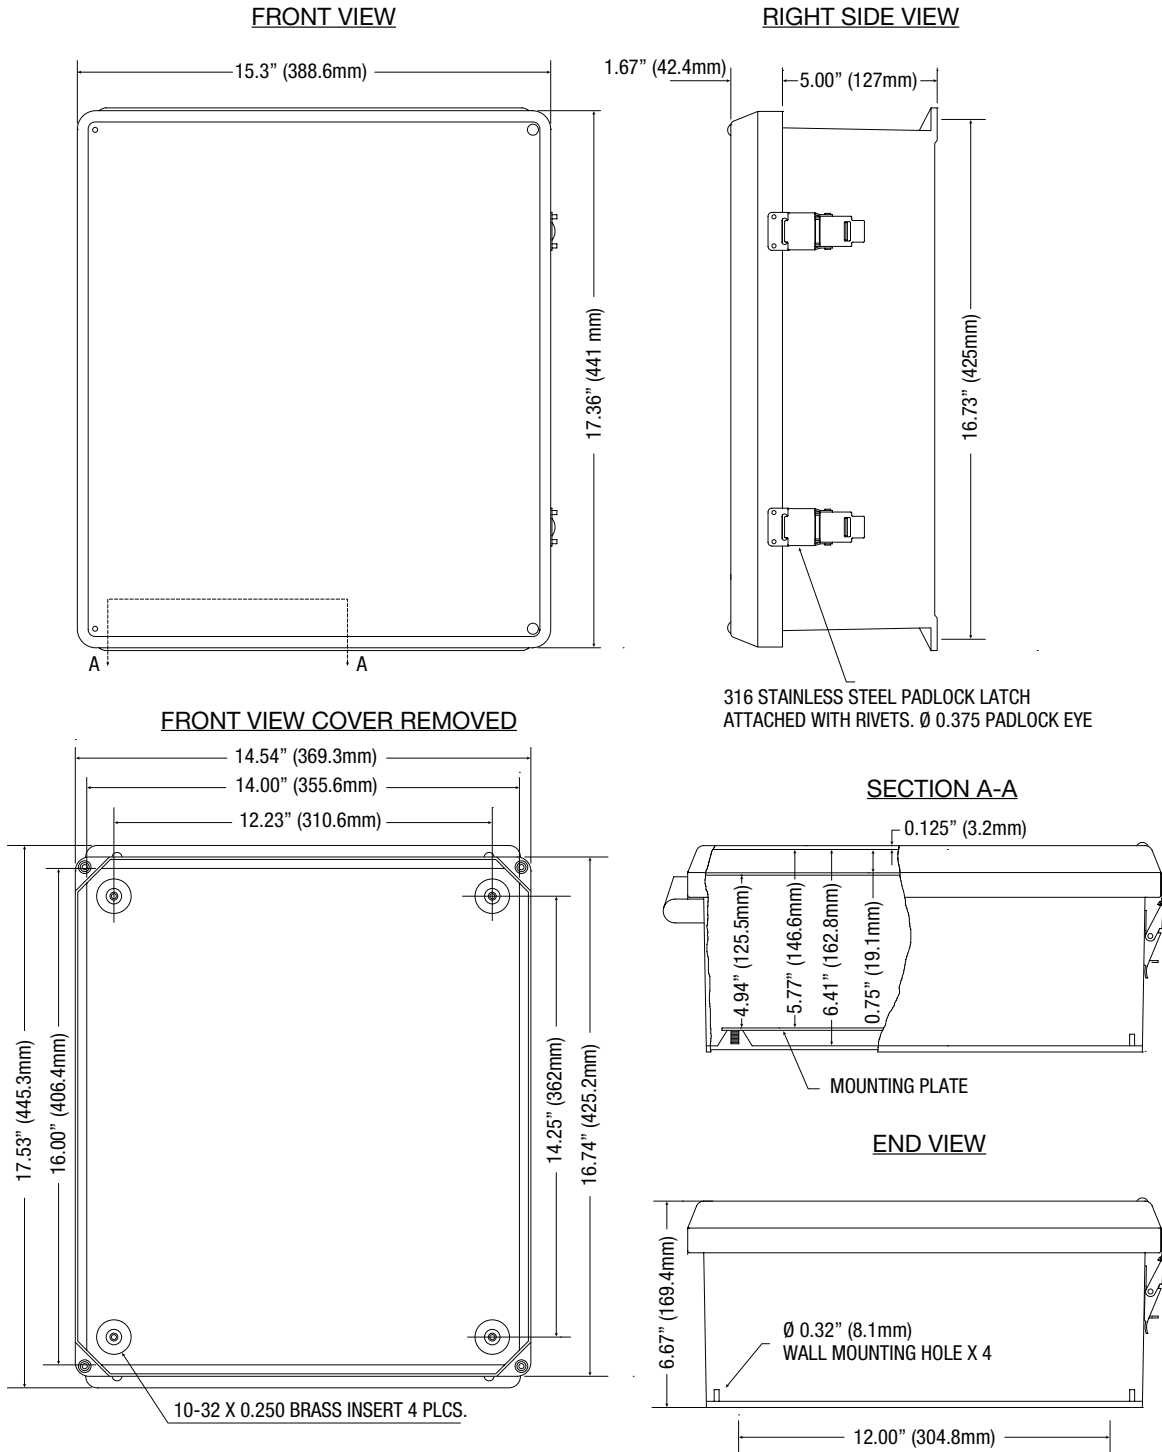 FRONT VIEW
RIGHT SIDE VIEW
15.3” (388.6mm)
1.67” (42.4mm)
5.00” (127mm)
17.36” (441 mm)
16.73” (425mm)
A
A
316 STAINLESS STEEL PADLOCK LATCH
ATTACHED WITH RIVETS. Ø 0.375 PADLOCK EYE
FRONT VIEW COVER REMOVED
14.54” (369.3mm)
14.00” (355.6mm)
12.23” (310.6mm)
17.53” (445.3mm)
16.00” (406.4mm)
14.25” (362mm)
16.74” (425.2mm)
10-32 X 0.250 BRASS INSERT 4 PLCS.
SECTION A-A
0.125” (3.2mm)
4.94” (125.5mm)
5.77” (146.6mm)
6.41” (162.8mm)
0.75” (19.1mm)
MOUNTING PLATE
END VIEW
6.67” (169.4mm)
Ø 0.32” (8.1mm)
WALL MOUNTING HOLE X 4
12.00” (304.8mm)